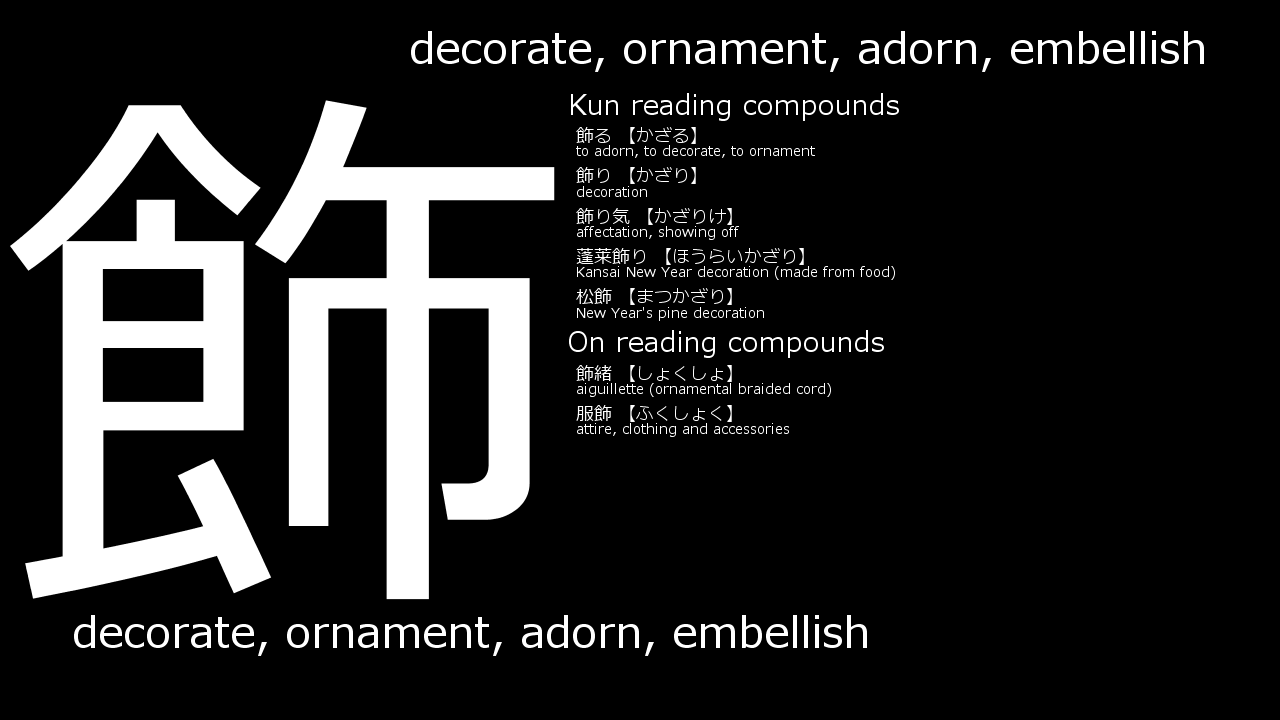 decorate, ornament, adorn, embellish
飾
Kun reading compounds
飾る 【かざる】
to adorn, to decorate, to ornament
飾り 【かざり】
decoration
飾り気 【かざりけ】
affectation, showing off
蓬莱飾り 【ほうらいかざり】
Kansai New Year decoration (made from food)
松飾 【まつかざり】
New Year's pine decoration
On reading compounds
飾緒 【しょくしょ】
aiguillette (ornamental braided cord)
服飾 【ふくしょく】
attire, clothing and accessories
decorate, ornament, adorn, embellish